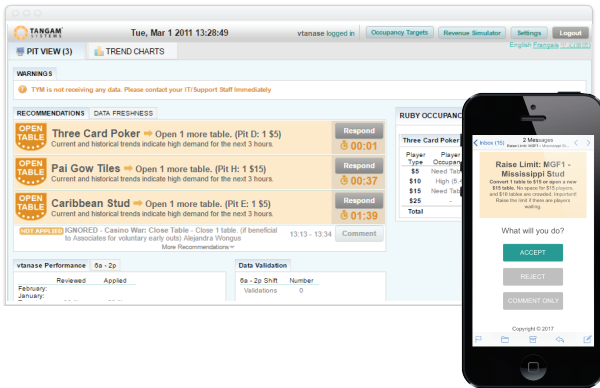 TANGAM
SYSTEMS
Tue, Mar 1 2011 13:28:49
vtanase logged in
Occupancy Targets
Revenue Simulator
Settings
Logout
English Français
PIT VIEW (3)
TREND CHARTS
WARNINGS
TYM is not receiving any data. Please contact your IT/Support Staff immediately
RECOMMENDATIONS
DATA FRESHNESS
OPEN
TABLE
Three Card Poker ⇨ Open 1 more table. (Pit D: 1 $5)
Current and historical trends indicate high demand for the next 3 hours.
Respond
00:01
OPEN
TABLE
Pai Gow Tiles ⇨ Open 1 more table. (Pit H: 1 $15)
Current and historical trends indicate high demand for the next 3 hours.
Respond
00:37
OPEN
TABLE
Caribbean Stud ⇨ Open 1 more table. (Pit E: 1 $5)
Current and historical trends indicate high demand for the next 3 hours.
Respond
01:39
NOT APPLIED IGNORED - Casino War: Close Table - Close 1 table. (if beneficial
to Associates for voluntary early outs) Alejandra Wongus
13:13 - 13:34
Comment
More Recommendations
vtanase Performance
6a - 2p
Reviewed Applied
February:
January:
Data Validation
6a - 2p Shift Number
Validations 0
RUBY OCCUPANC
Three Card Poker
Player
Type
Player
Occupan
$5 Need Tab
$10 High (5
$15 Need Tab
$25 -
Total
Inbox (15)
2 Messages
Raise Limit: MGF1 - Mississippi St...
Raise Limit: MGF1 -
Mississippi Stud
Convert 1 table to $15 or open a new
$15 table. No space for $15 players,
and $10 tables are crowded. Important!
Raise the limit if there are players
waiting.
What will you do?
ACCEPT
REJECT
COMMENT ONLY
Copyright © 2017